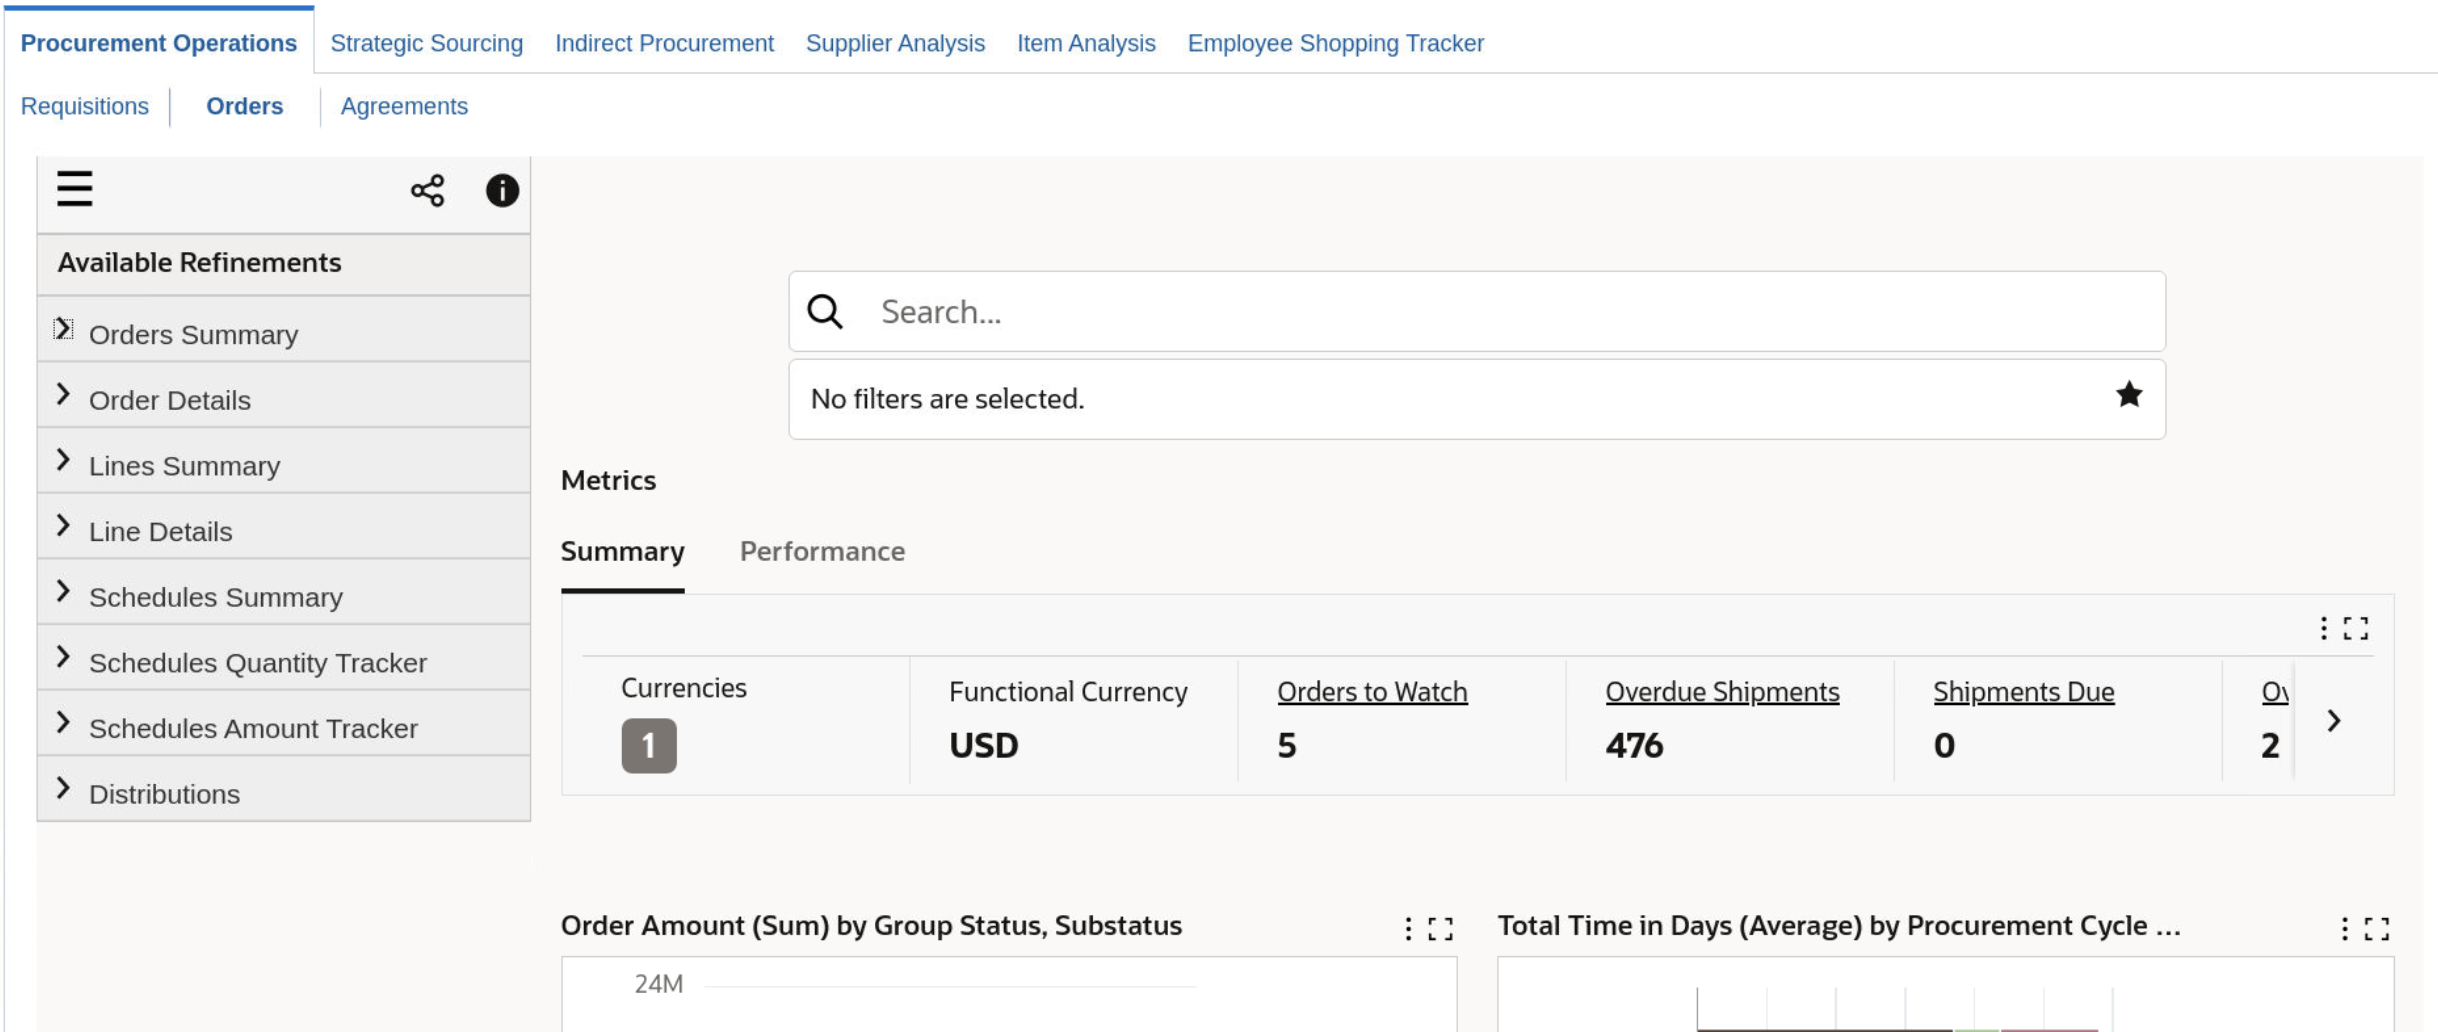 Procurement Operations Strategic Sourcing Indirect Procurement Supplier Analysis Item Analysis Employee Shopping Tracker
Requisitions Orders Agreements
Available Refinements
Orders Summary
Order Details
Lines Summary
Line Details
Schedules Summary
Schedules Quantity Tracker
Schedules Amount Tracker
Distributions
Search...
No filters are selected.
Metrics
Summary Performance
Currencies Functional Currency Orders to Watch Overdue Shipments Shipments Due Ov
1 USD 5 476 0 2
Order Amount (Sum) by Group Status, Substatus
24M
Total Time in Days (Average) by Procurement Cycle ...